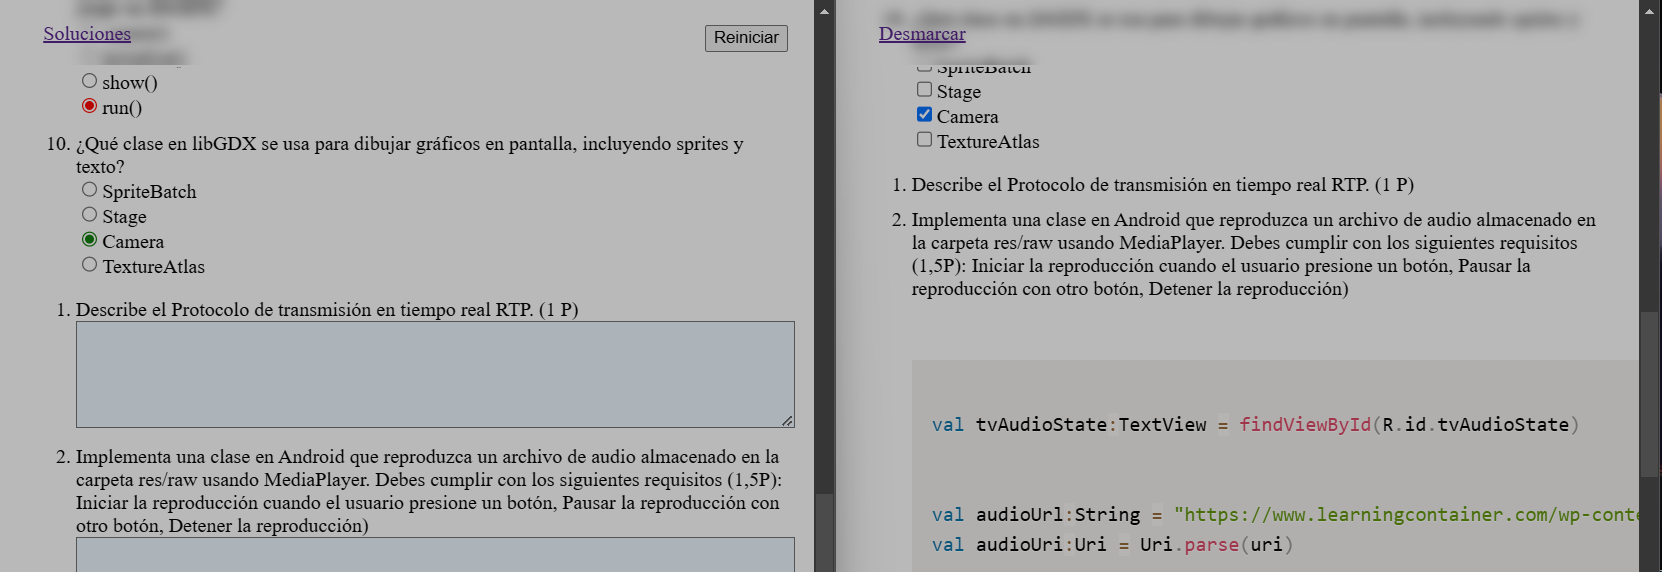 Soluciones
Reiniciar
show()
run()
10. ¿Qué clase en libGDX se usa para dibujar gráficos en pantalla, incluyendo sprites y
texto?
SpriteBatch
Stage
Camera
TextureAtlas
1. Describe el Protocolo de transmisión en tiempo real RTP. (1 P)
2. Implementa una clase en Android que reproduzca un archivo de audio almacenado en la
carpeta res/raw usando MediaPlayer. Debes cumplir con los siguientes requisitos (1,5P):
Iniciar la reproducción cuando el usuario presione un botón, Pausar la reproducción con
otro botón, Detener la reproducción)
Desmarcar
SpriteBatch
Stage
Camera
TextureAtlas
1. Describe el Protocolo de transmisión en tiempo real RTP. (1 P)
2. Implementa una clase en Android que reproduzca un archivo de audio almacenado en
la carpeta res/raw usando MediaPlayer. Debes cumplir con los siguientes requisitos
(1,5P): Iniciar la reproducción cuando el usuario presione un botón, Pausar la
reproducción con otro botón, Detener la reproducción)
val tvAudioState:TextView = findViewById(R.id.tvAudioState)
val audioUrl:String = "https://www.learningcontainer.com/wp-conte
val audioUri:Uri = Uri.parse(uri)